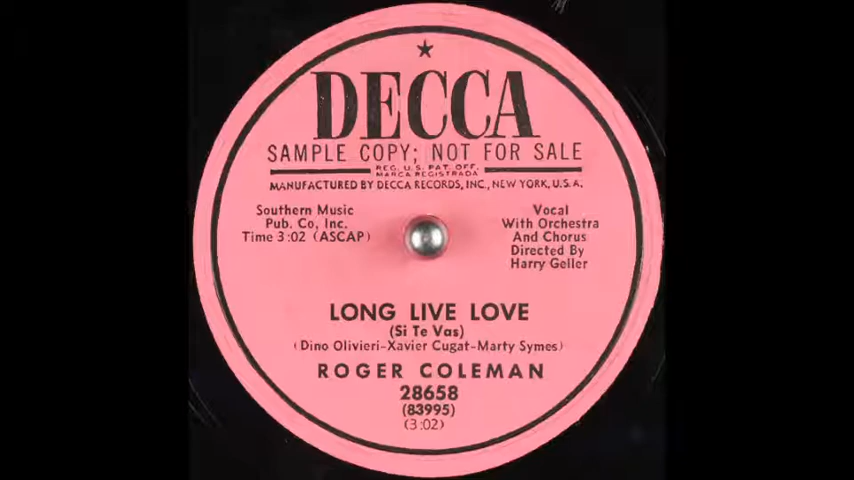 DECCA
SAMPLE COPY; NOT FOR SALE
REG. U.S. PAT. OFF.
MARCA REGISTRADA
MANUFACTURED BY DECCA RECORDS, INC., NEW YORK, U.S.A.
Southern Music
Pub. Co, Inc.
Time 3:02 (ASCAP)
Vocal
With Orchestra
And Chorus
Directed By
Harry Geller
LONG LIVE LOVE
(Si Te Vas)
(Dino Olivieri-Xavier Cugat-Marty Symes)
ROGER COLEMAN
28658
(83995)
(3:02)